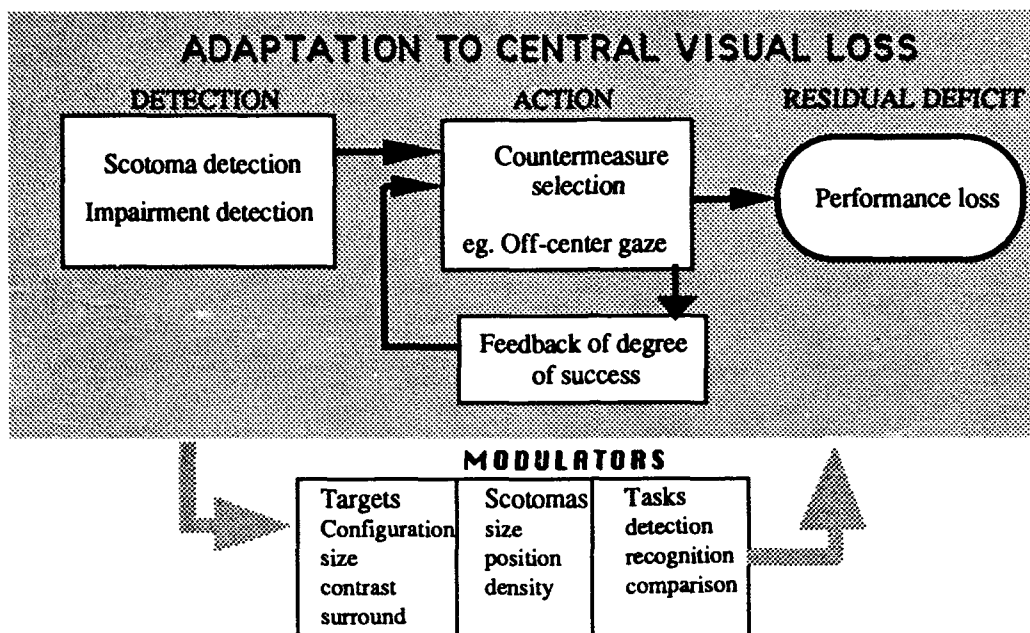 ADAPTATION TO CENTRAL VISUAL LOSS
DETECTION
ACTION
RESIDUAL DEFICIT
Scotoma detection
Impairment detection
Countermeasure
selection
eg. Off-center gaze
Performance loss
Feedback of degree
of success
MODULATORS
Targets
Configuration
size
contrast
surround
Scotomas
size
position
density
Tasks
detection
recognition
comparison